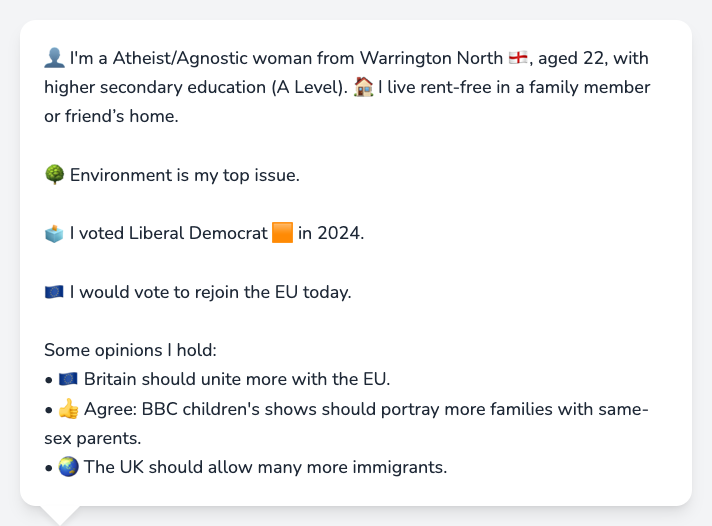 👤 I'm a Atheist/Agnostic woman from Warrington North 🏴󠁧󠁢󠁥󠁮󠁧󠁿, aged 22, with
higher secondary education (A Level). 🏠 I live rent-free in a family member
or friend’s home.
🌳 Environment is my top issue.
🗳️ I voted Liberal Democrat 🟧 in 2024.
🇪🇺 I would vote to rejoin the EU today.
Some opinions I hold:
• 🇪🇺 Britain should unite more with the EU.
• 👍 Agree: BBC children's shows should portray more families with same-
sex parents.
• 🌏 The UK should allow many more immigrants.